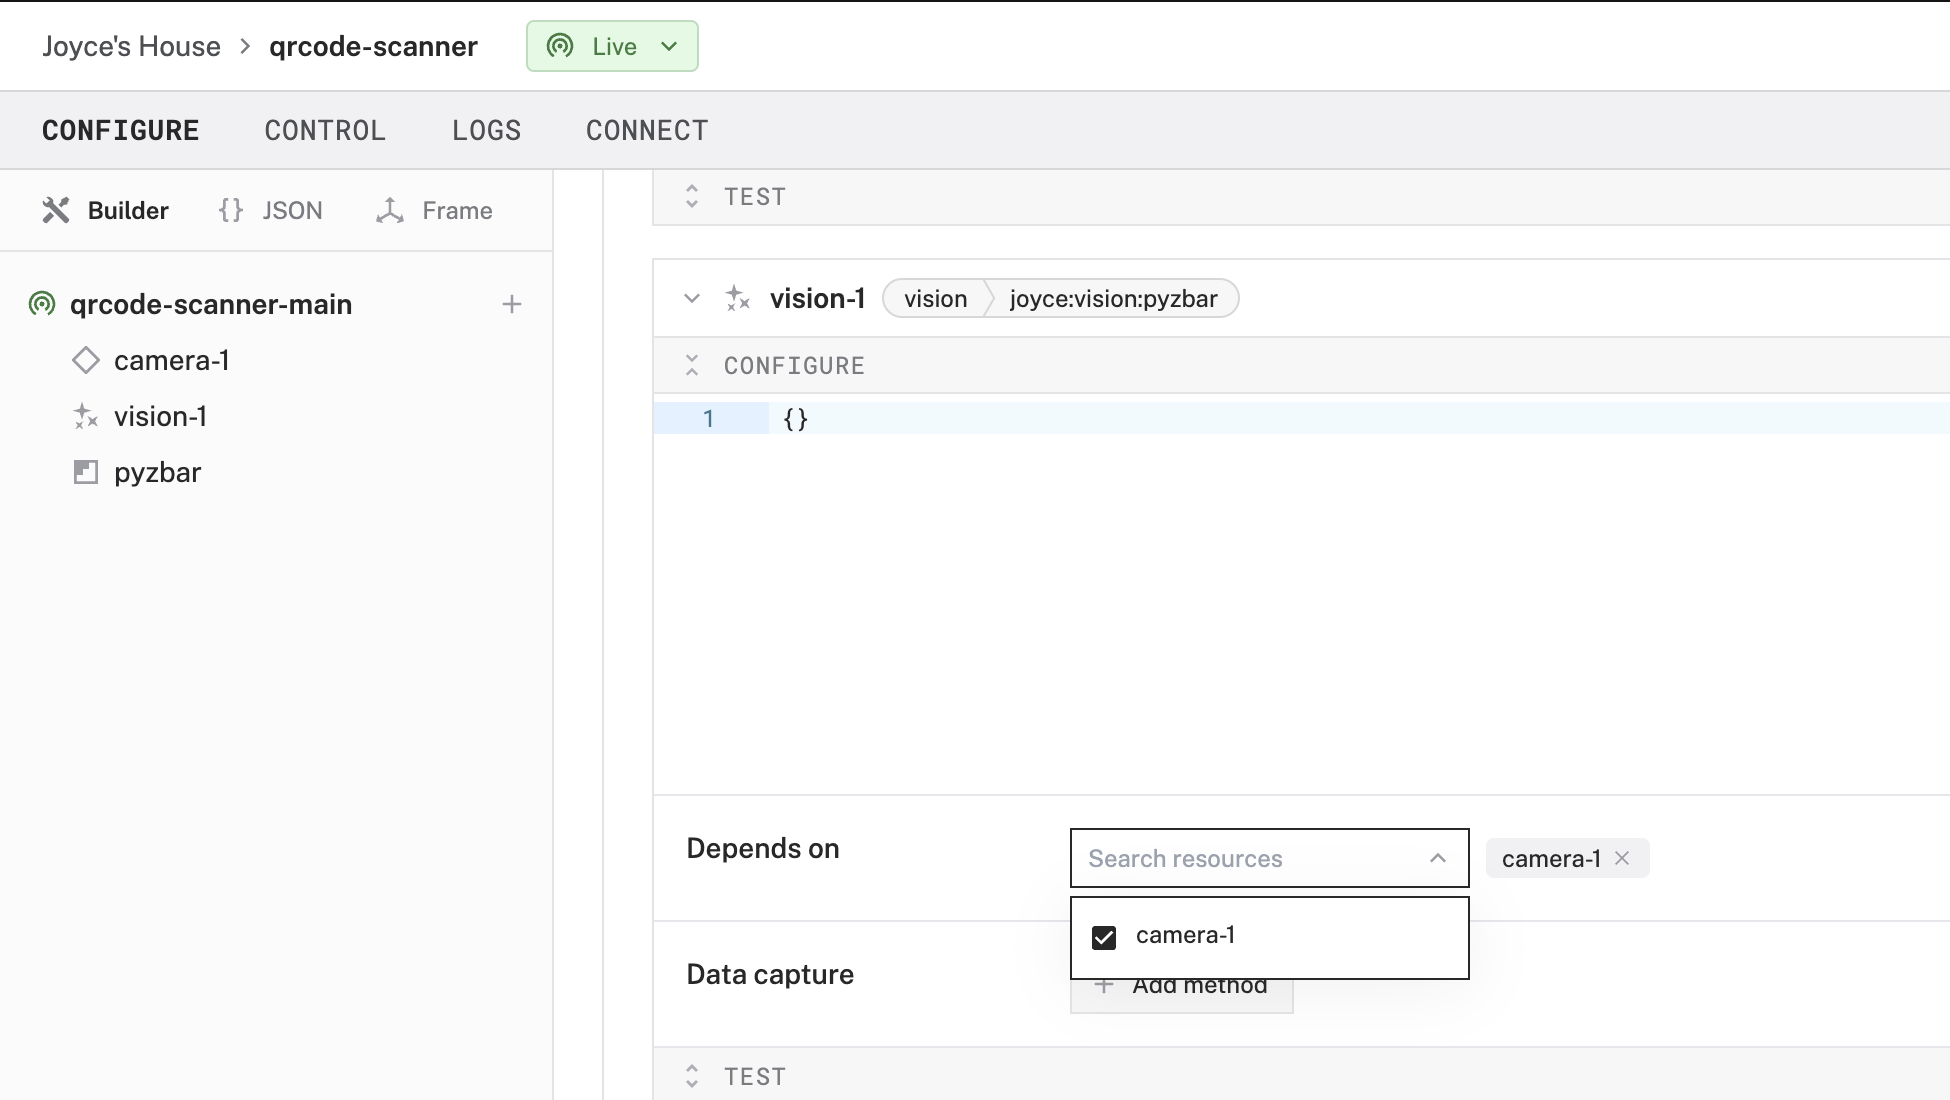 Joyce's House > qrcode-scanner Live
CONFIGURE CONTROL LOGS CONNECT
Builder {} JSON Frame
TEST
qrcode-scanner-main +
camera-1
vision-1
pyzbar
vision-1 vision joyce:vision:pyzbar
CONFIGURE
1 {}
Depends on Search resources camera-1 ×
camera-1
Data capture + Add method
TEST